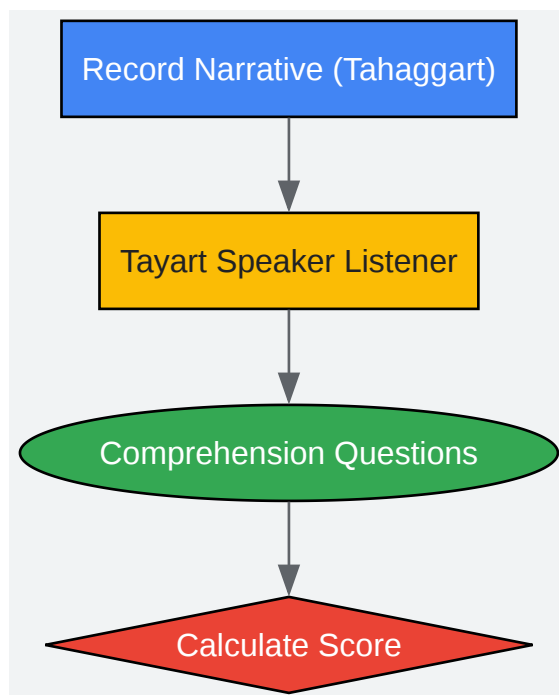 Record Narrative (Tahaggart)
Tayart Speaker Listener
Comprehension Questions
Calculate Score